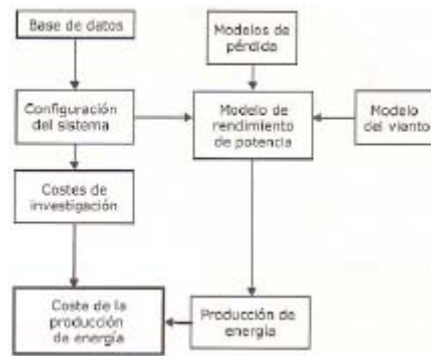 Base de datos
Modelos de
pérdida
Configuración
del sistema
Modelo de
rendimiento
de potencia
Modelo
del viento
Costes de
investigación
Coste de la
producción
de energía
Producción de
energía